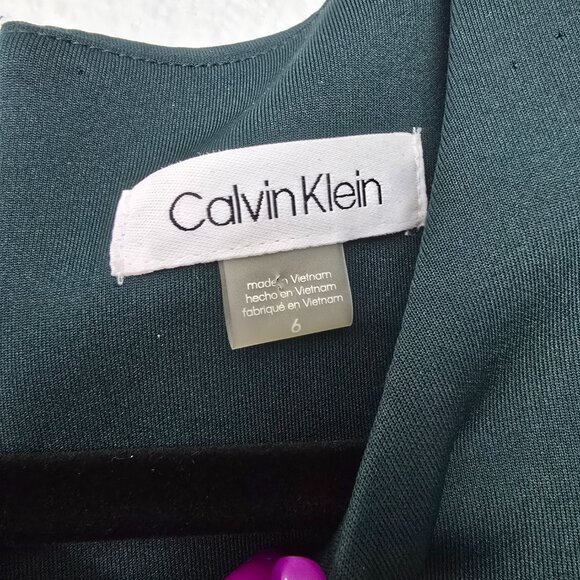 Calvin Klein
made in Vietnam
hecho en Vietnam
fabriqué en Vietnam
6